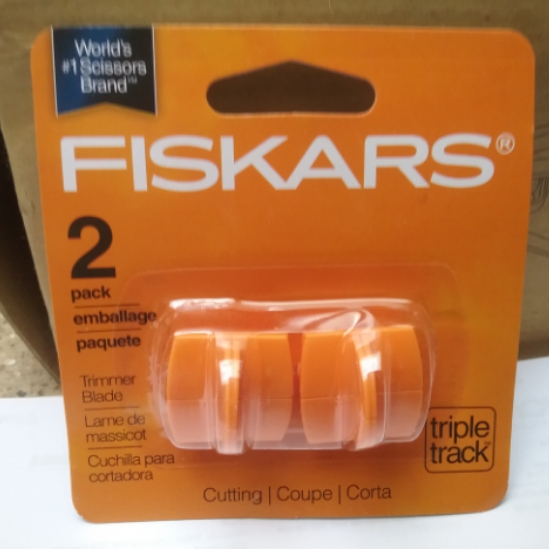 World's
#1 Scissors
Brand™
FISKARS®
2
pack
emballage
paquete
Trimmer
Blade
Lame de
massicot
Cuchilla para
cortadora
triple
track™
Cutting | Coupe | Corta